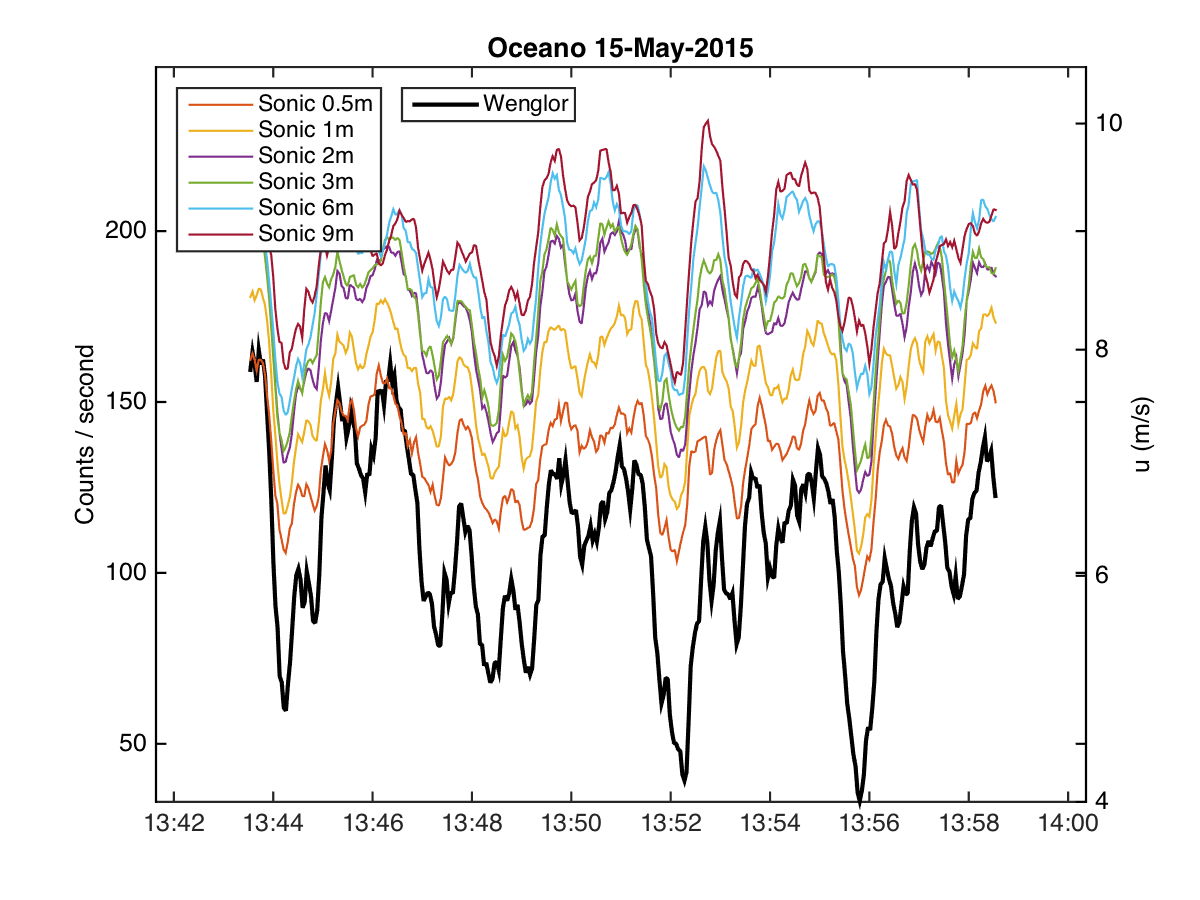 Oceano 15-May-2015
Sonic 0.5m
Sonic 1m
Sonic 2m
Sonic 3m
Sonic 6m
Sonic 9m
Wenglor
Counts / second
200
150
100
50
10
8
6
4
u (m/s)
13:42 13:44 13:46 13:48 13:50 13:52 13:54 13:56 13:58 14:00